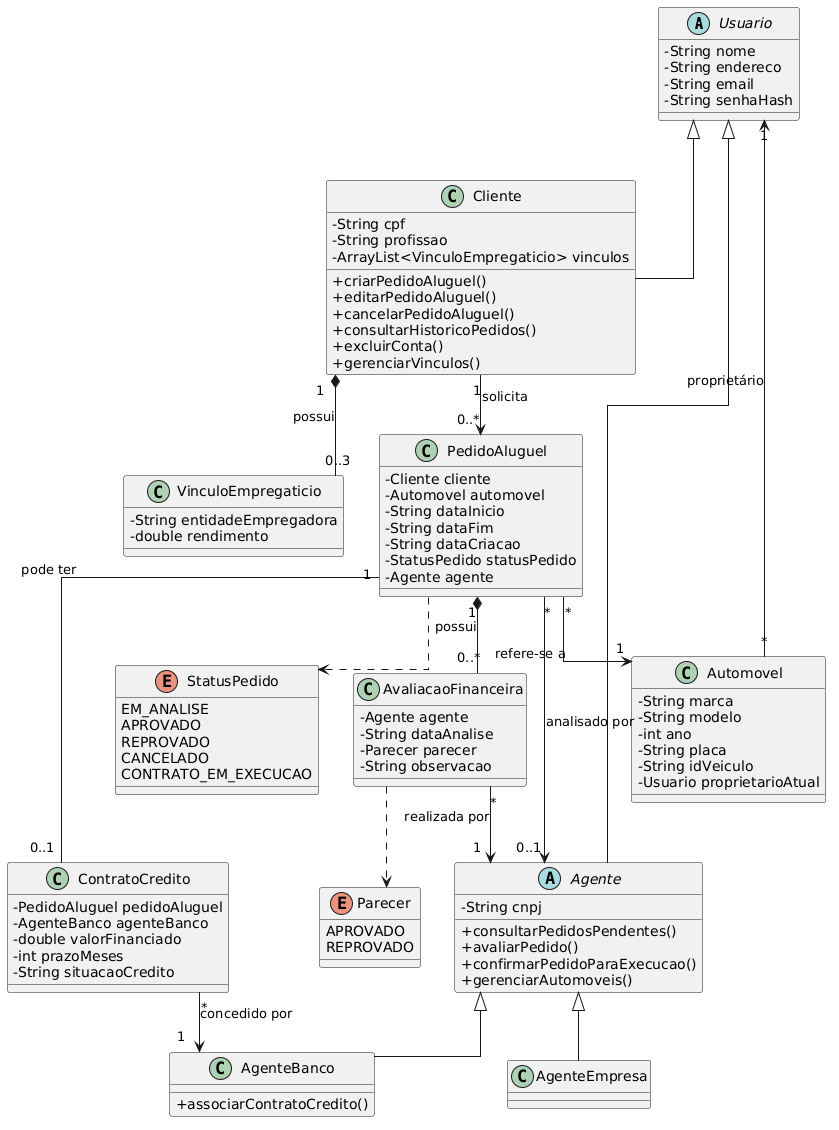 A Usuario
-String nome
-String endereco
-String email
-String senhaHash
1
C Cliente
-String cpf
-String profissao
-ArrayList<VinculoEmpregaticio> vinculos
+criarPedidoAluguel()
+editarPedidoAluguel()
+cancelarPedidoAluguel()
+consultarHistoricoPedidos()
+excluirConta()
+gerenciarVinculos()
proprietário
1
1
solicita
possui
0..*
0..3
C PedidoAluguel
-Cliente cliente
-Automovel automovel
-String dataInicio
-String dataFim
-String dataCriacao
-StatusPedido statusPedido
-Agente agente
C VinculoEmpregaticio
-String entidadeEmpregadora
-double rendimento
pode ter
1
1
*
*
possui
0..*
refere-se a
1
*
E StatusPedido
EM_ANALISE
APROVADO
REPROVADO
CANCELADO
CONTRATO_EM_EXECUCAO
C AvaliacaoFinanceira
-Agente agente
-String dataAnalise
-Parecer parecer
-String observacao
analisado por
C Automovel
-String marca
-String modelo
-int ano
-String placa
-String idVeiculo
-Usuario proprietarioAtual
*
realizada por
0..1
1
0..1
C ContratoCredito
-PedidoAluguel pedidoAluguel
-AgenteBanco agenteBanco
-double valorFinanciado
-int prazoMeses
-String situacaoCredito
E Parecer
APROVADO
REPROVADO
A Agente
-String cnpj
+consultarPedidosPendentes()
+avaliarPedido()
+confirmarPedidoParaExecucao()
+gerenciarAutomoveis()
*
concedido por
1
C AgenteBanco
+associarContratoCredito()
C AgenteEmpresa